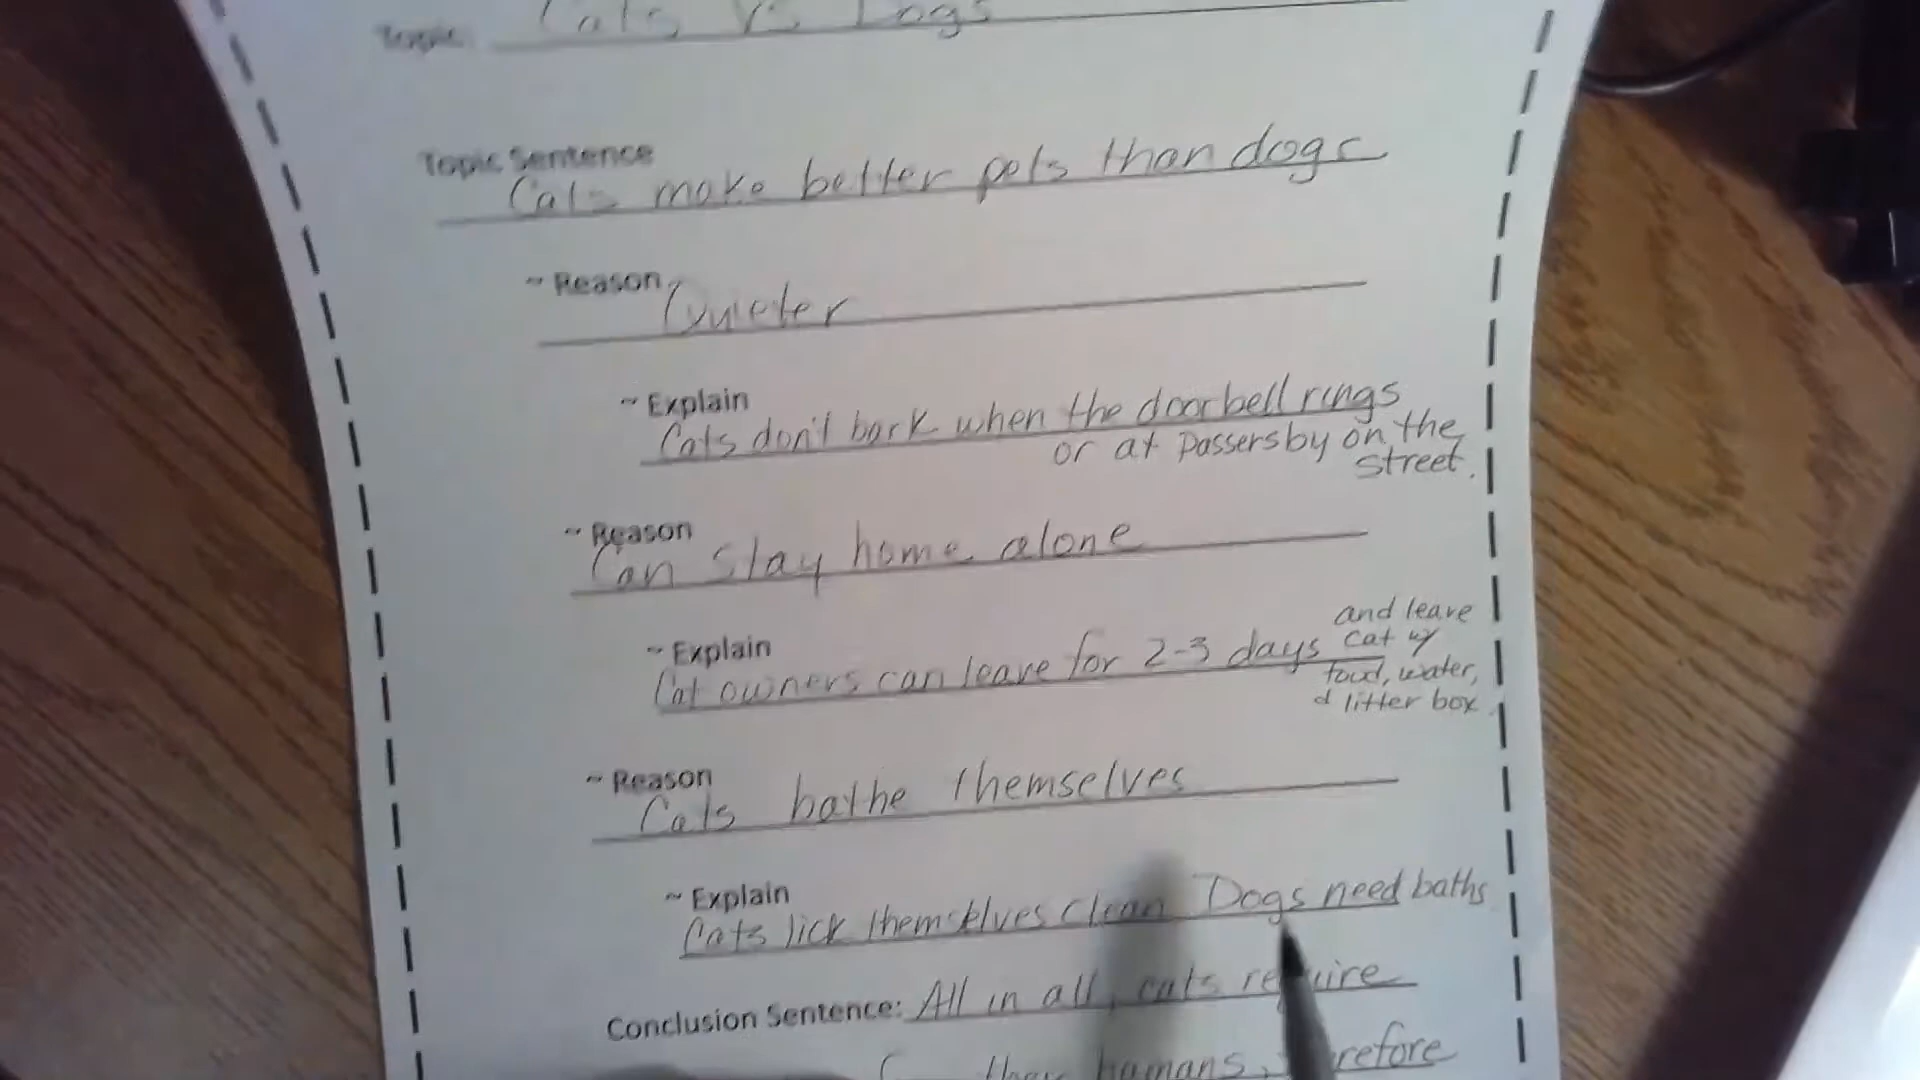 Topic Cats vs Dogs
Topic Sentence
Cats make better pets than dogs
~ Reason
Quieter
~ Explain
Cats don't bark when the doorbell rings
or at passersby on the
street.
~ Reason
Can stay home alone
and leave
~ Explain
Cat owners can leave for 2-3 days cat w/
food, water,
& litter box
~ Reason
Cats bathe themselves
~ Explain
Cats lick themselves clean Dogs need baths
Conclusion Sentence: All in all, cats require
humans, therefore